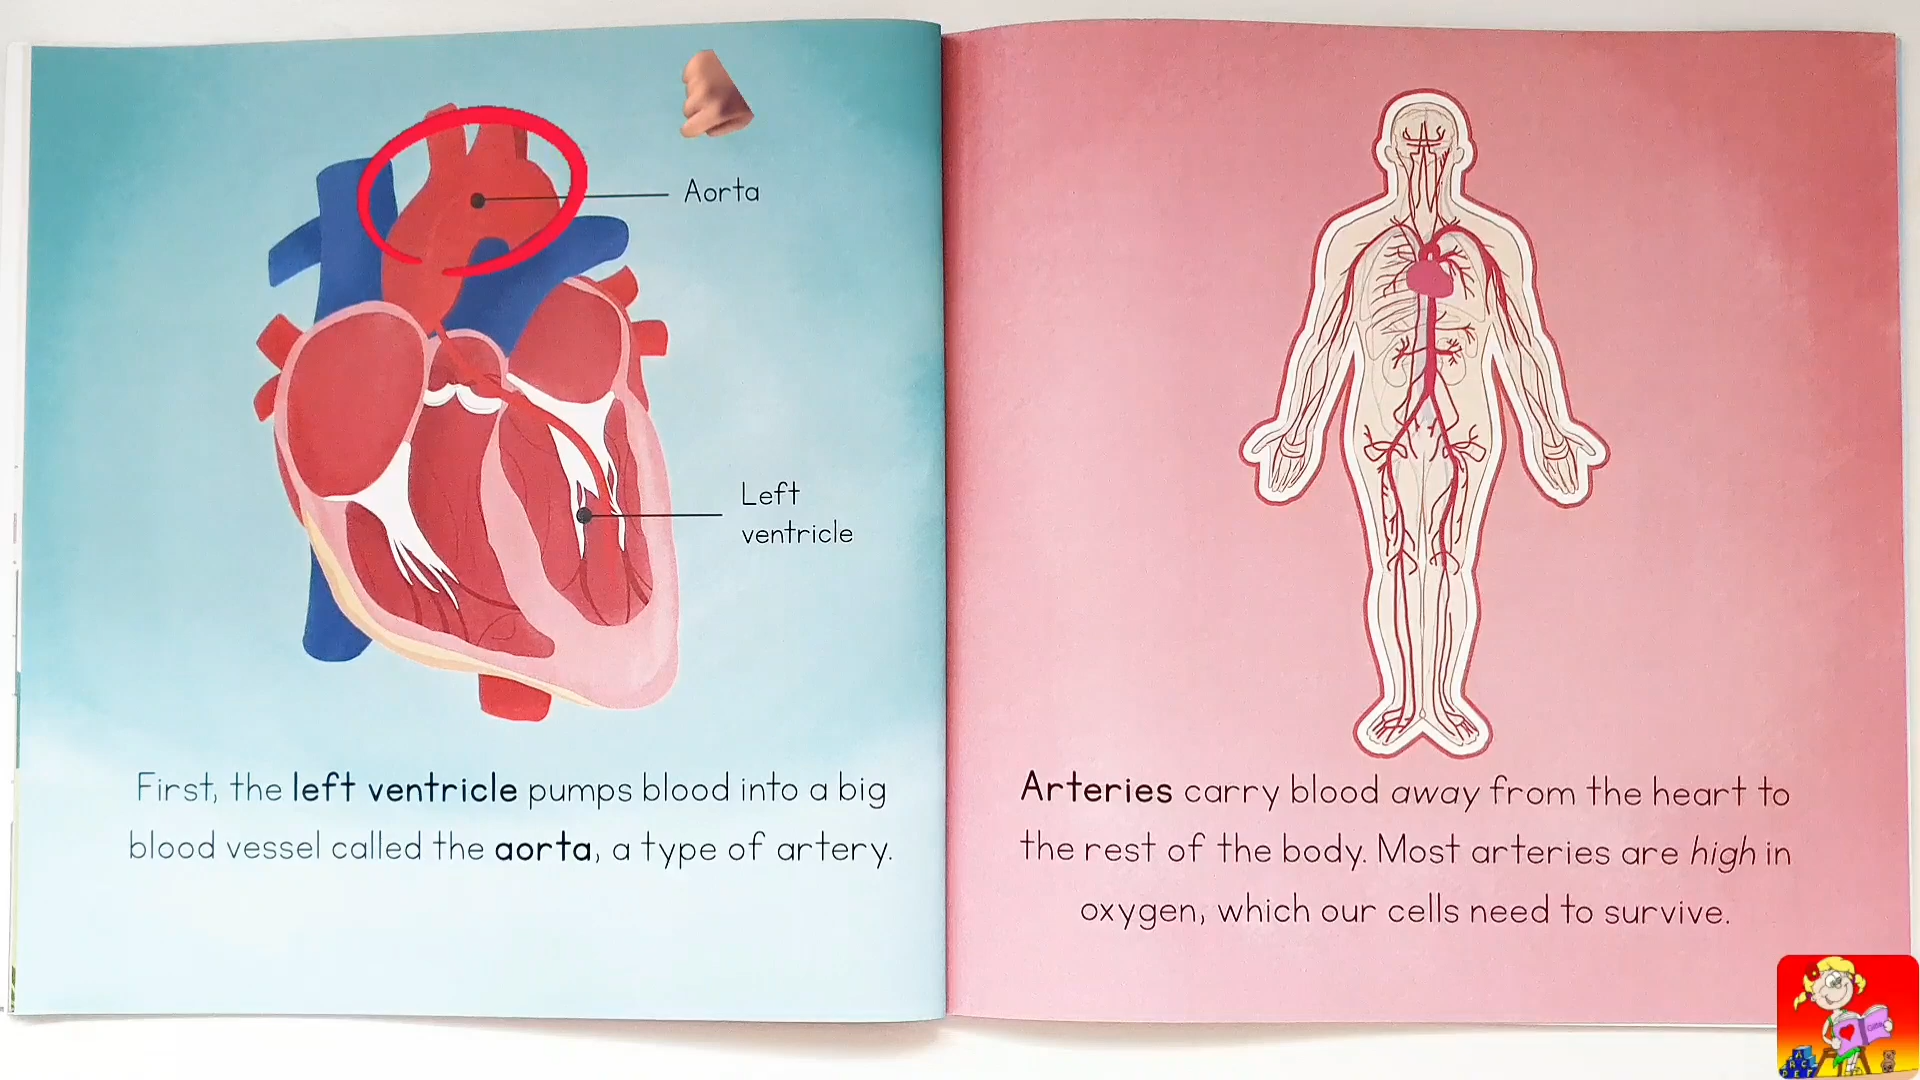 Aorta
Left
ventricle
First, the left ventricle pumps blood into a big
blood vessel called the aorta, a type of artery.
Arteries carry blood away from the heart to
the rest of the body. Most arteries are high in
oxygen, which our cells need to survive.